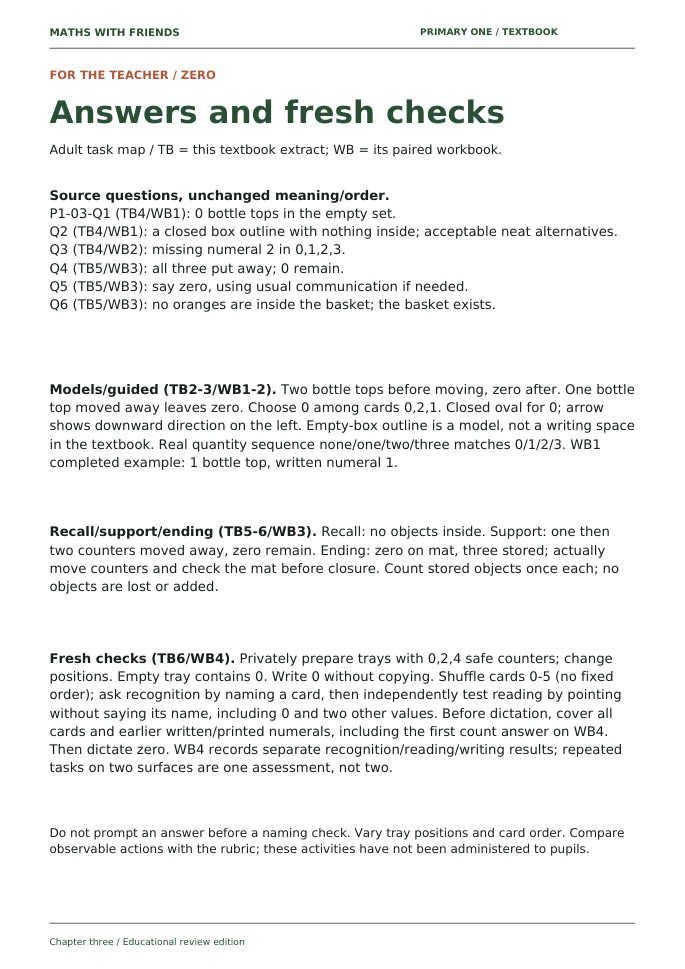 MATHS WITH FRIENDS
PRIMARY ONE / TEXTBOOK
FOR THE TEACHER / ZERO
Answers and fresh checks
Adult task map / TB = this textbook extract; WB = its paired workbook.
Source questions, unchanged meaning/order.
P1-03-Q1 (TB4/WB1): 0 bottle tops in the empty set.
Q2 (TB4/WB1): a closed box outline with nothing inside; acceptable neat alternatives.
Q3 (TB4/WB2): missing numeral 2 in 0,1,2,3.
Q4 (TB5/WB3): all three put away; 0 remain.
Q5 (TB5/WB3): say zero, using usual communication if needed.
Q6 (TB5/WB3): no oranges are inside the basket; the basket exists.
Models/guided (TB2-3/WB1-2). Two bottle tops before moving, zero after. One bottle
top moved away leaves zero. Choose 0 among cards 0,2,1. Closed oval for 0; arrow
shows downward direction on the left. Empty-box outline is a model, not a writing space
in the textbook. Real quantity sequence none/one/two/three matches 0/1/2/3. WB1
completed example: 1 bottle top, written numeral 1.
Recall/support/ending (TB5-6/WB3). Recall: no objects inside. Support: one then
two counters moved away, zero remain. Ending: zero on mat, three stored; actually
move counters and check the mat before closure. Count stored objects once each; no
objects are lost or added.
Fresh checks (TB6/WB4). Privately prepare trays with 0,2,4 safe counters; change
positions. Empty tray contains 0. Write 0 without copying. Shuffle cards 0-5 (no fixed
order); ask recognition by naming a card, then independently test reading by pointing
without saying its name, including 0 and two other values. Before dictation, cover all
cards and earlier written/printed numerals, including the first count answer on WB4.
Then dictate zero. WB4 records separate recognition/reading/writing results; repeated
tasks on two surfaces are one assessment, not two.
Do not prompt an answer before a naming check. Vary tray positions and card order. Compare
observable actions with the rubric; these activities have not been administered to pupils.
Chapter three / Educational review edition